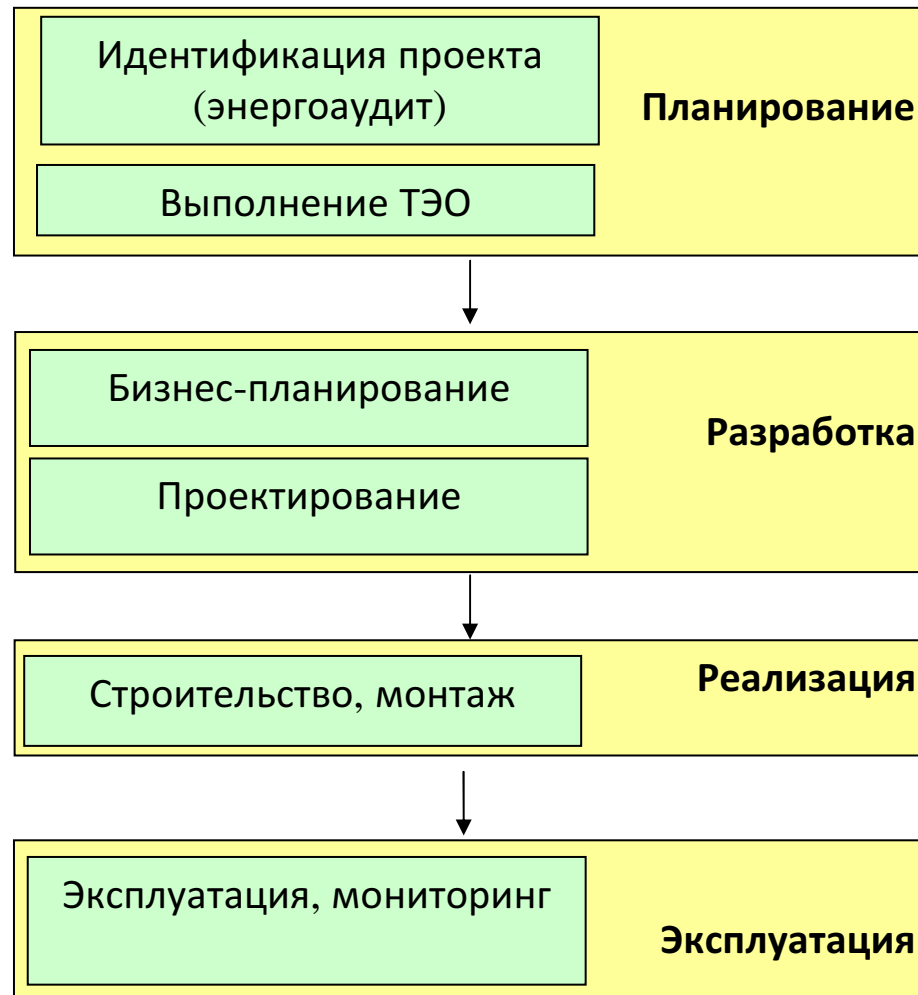 Идентификация проекта
(энергоаудит)
Планирование
Выполнение ТЭО
Бизнес-планирование
Разработка
Проектирование
Строительство, монтаж
Реализация
Эксплуатация, мониторинг
Эксплуатация